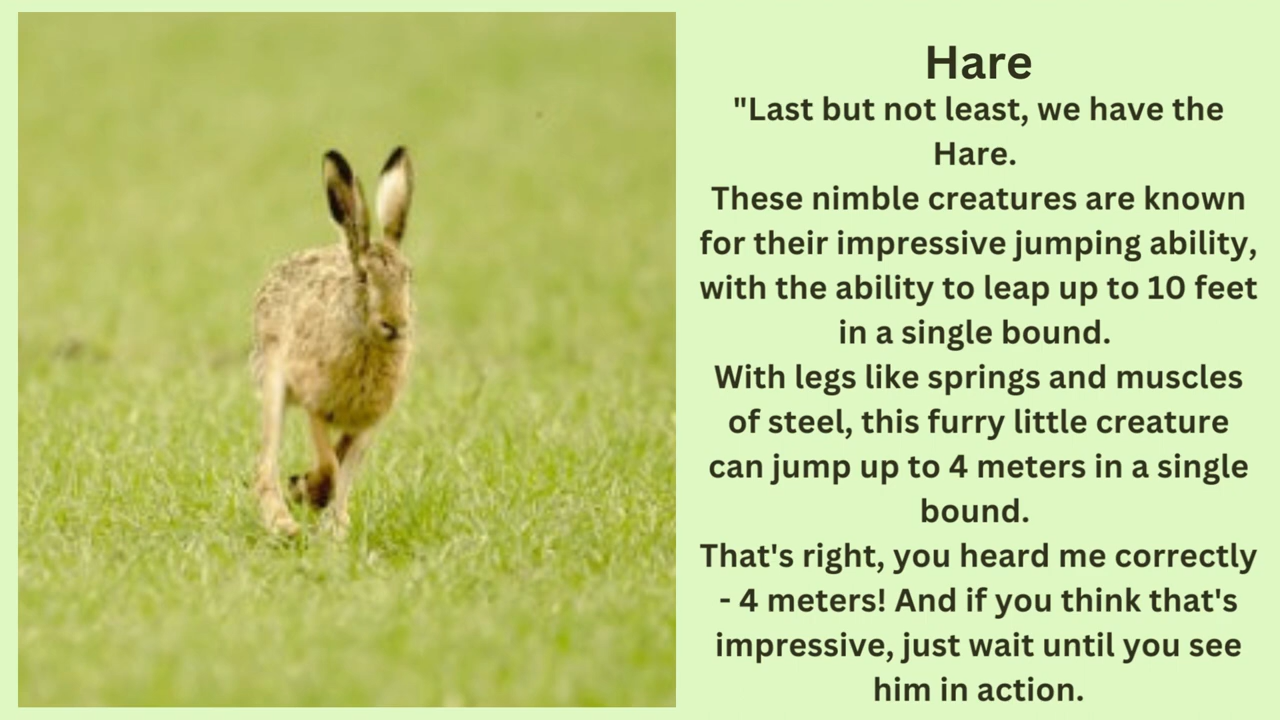 Hare
"Last but not least, we have the
Hare.
These nimble creatures are known
for their impressive jumping ability,
with the ability to leap up to 10 feet
in a single bound.
With legs like springs and muscles
of steel, this furry little creature
can jump up to 4 meters in a single
bound.
That's right, you heard me correctly
- 4 meters! And if you think that's
impressive, just wait until you see
him in action.